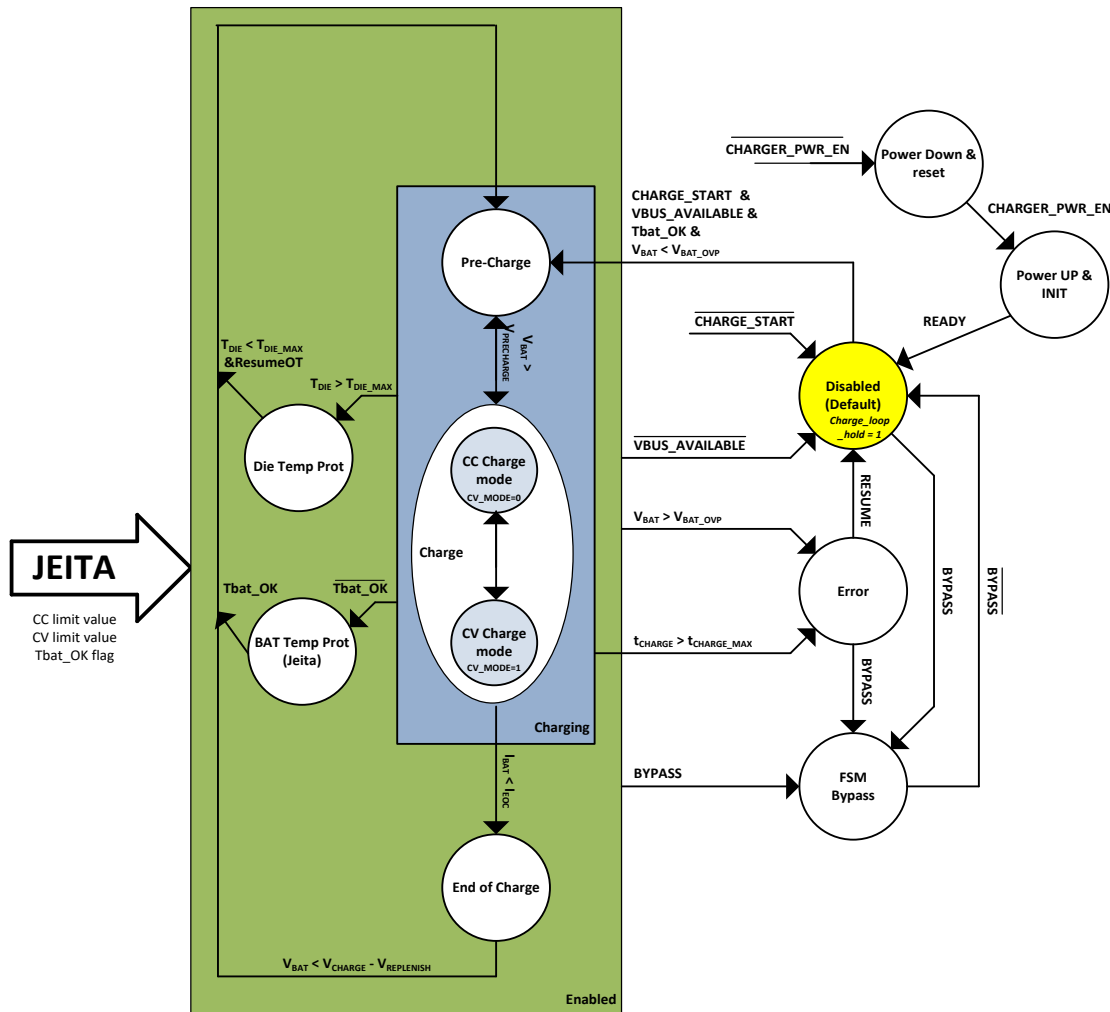 CHARGER_PWR_EN
Power Down &
reset
CHARGER_PWR_EN
Power UP &
INIT
READY
CHARGE_START &
VBUS_AVAILABLE &
Tbat_OK &
VBAT < VBAT_OVP
Pre-Charge
VBAT >
VPRECHARGE
CHARGE_START
Disabled
(Default)
Charge_loop
_hold = 1
TDIE < TDIE_MAX
&ResumeOT
TDIE > TDIE_MAX
Die Temp Prot
CC Charge
mode
CV_MODE=0
VBUS_AVAILABLE
RESUME
VBAT > VBAT_OVP
Charge
Error
BYPASS
BYPASS
JEITA
CC limit value
CV limit value
Tbat_OK flag
Tbat_OK
Tbat_OK
BAT Temp Prot
(Jeita)
CV Charge
mode
CV_MODE=1
tCHARGE > tCHARGE_MAX
BYPASS
Charging
IBAT < IEOC
BYPASS
FSM
Bypass
End of Charge
VBAT < VCHARGE - VREPLENISH
Enabled